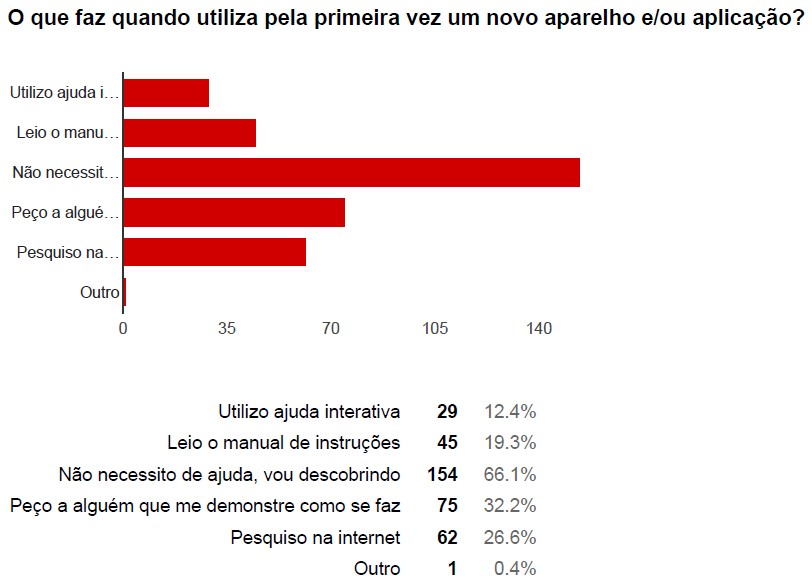 O que faz quando utiliza pela primeira vez um novo aparelho e/ou aplicação?
Utilizo ajuda i…
Leio o manu…
Não necessit…
Peço a algué…
Pesquiso na…
Outro
0 35 70 105 140
Utilizo ajuda interativa 29 12.4%
Leio o manual de instruções 45 19.3%
Não necessito de ajuda, vou descobrindo 154 66.1%
Peço a alguém que me demonstre como se faz 75 32.2%
Pesquiso na internet 62 26.6%
Outro 1 0.4%